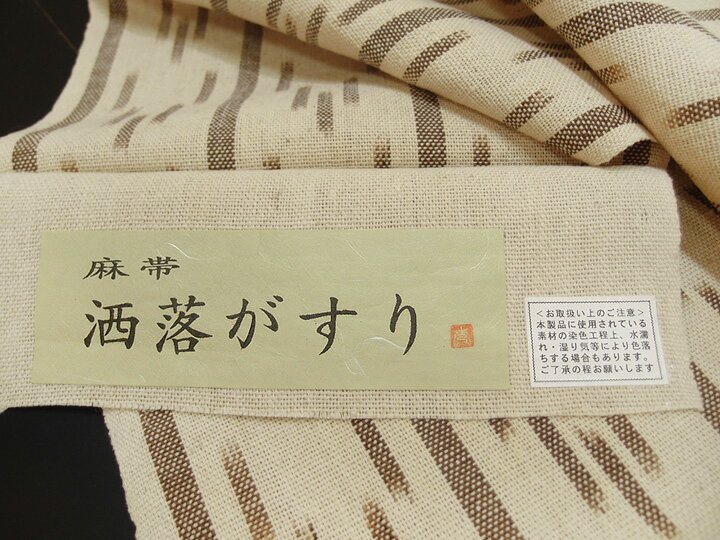 麻帯
洒落がすり
＜お取扱い上のご注意＞
本製品に使用されている
素材の染色工程上、水濡
れ・湿り気等により色落
ちする場合もあります。
ご了承の程お願いします